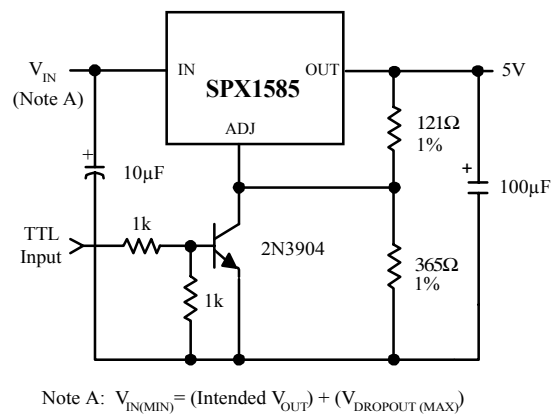 V_IN
(Note A)
IN
SPX1585
OUT
ADJ
5V
121Ω
1%
10µF
100µF
TTL
Input
1k
2N3904
365Ω
1%
1k
Note A: V_IN(MIN)= (Intended V_OUT) + (V_DROPOUT (MAX))